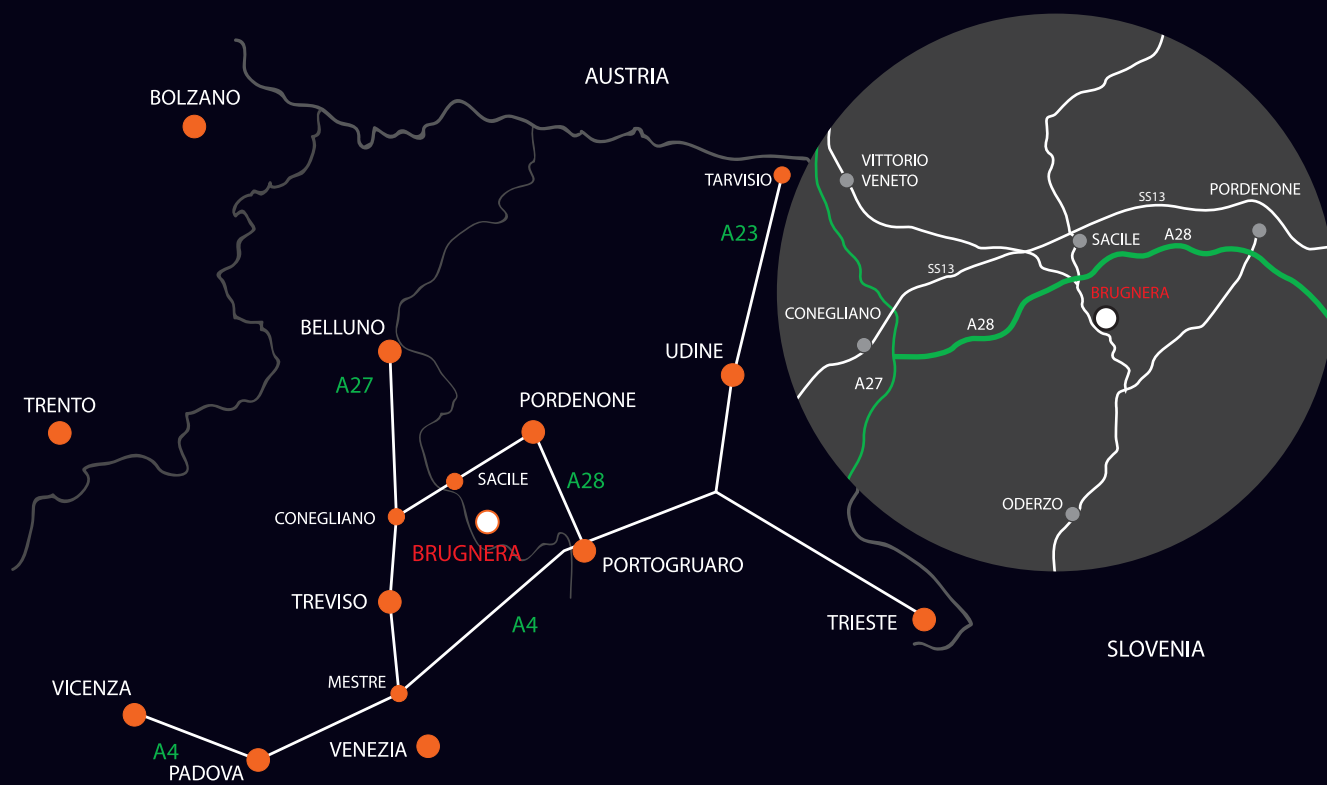 AUSTRIA
BOLZANO
TARVISIO
A23
BELLUNO
A27
UDINE
TRENTO
PORDENONE
SACILE
A28
CONEGLIANO
BRUGNERA
PORTOGRUARO
TREVISO
A4
TRIESTE
SLOVENIA
MESTRE
VICENZA
A4
VENEZIA
PADOVA
VITTORIO
VENETO
PORDENONE
SS13
SACILE
A28
SS13
BRUGNERA
CONEGLIANO
A28
A27
ODERZO